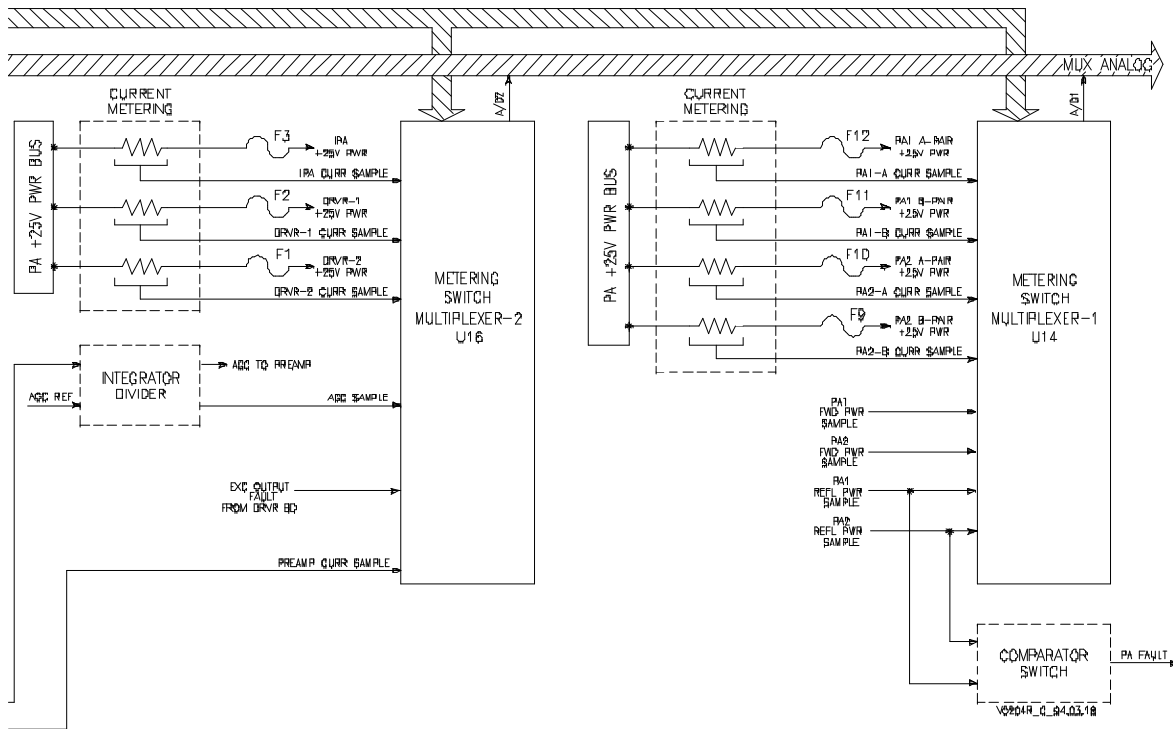 MUX ANALOG
A/D2
A/D1
CURRENT
METERING
PA +25V PWR BUS
F3
IPA
+25V PWR
IPA CURR SAMPLE
F2
DRVR-1
+25V PWR
DRVR-1 CURR SAMPLE
F1
DRVR-2
+25V PWR
DRVR-2 CURR SAMPLE
METERING
SWITCH
MULTIPLEXER-2
U16
INTEGRATOR
DIVIDER
AGC TO PREAMP
AGC REF
AGC SAMPLE
EXC OUTPUT
FAULT
FROM DRVR BD
PREAMP CURR SAMPLE
CURRENT
METERING
PA +25V PWR BUS
F12
PA1 A-PAIR
+25V PWR
PA1-A CURR SAMPLE
F11
PA1 B-PAIR
+25V PWR
PA1-B CURR SAMPLE
F10
PA2 A-PAIR
+25V PWR
PA2-A CURR SAMPLE
F9
PA2 B-PAIR
+25V PWR
PA2-B CURR SAMPLE
METERING
SWITCH
MULTIPLEXER-1
U14
PA1
FWD PWR
SAMPLE
PA2
FWD PWR
SAMPLE
PA1
REFL PWR
SAMPLE
PA2
REFL PWR
SAMPLE
COMPARATOR
SWITCH
PA FAULT